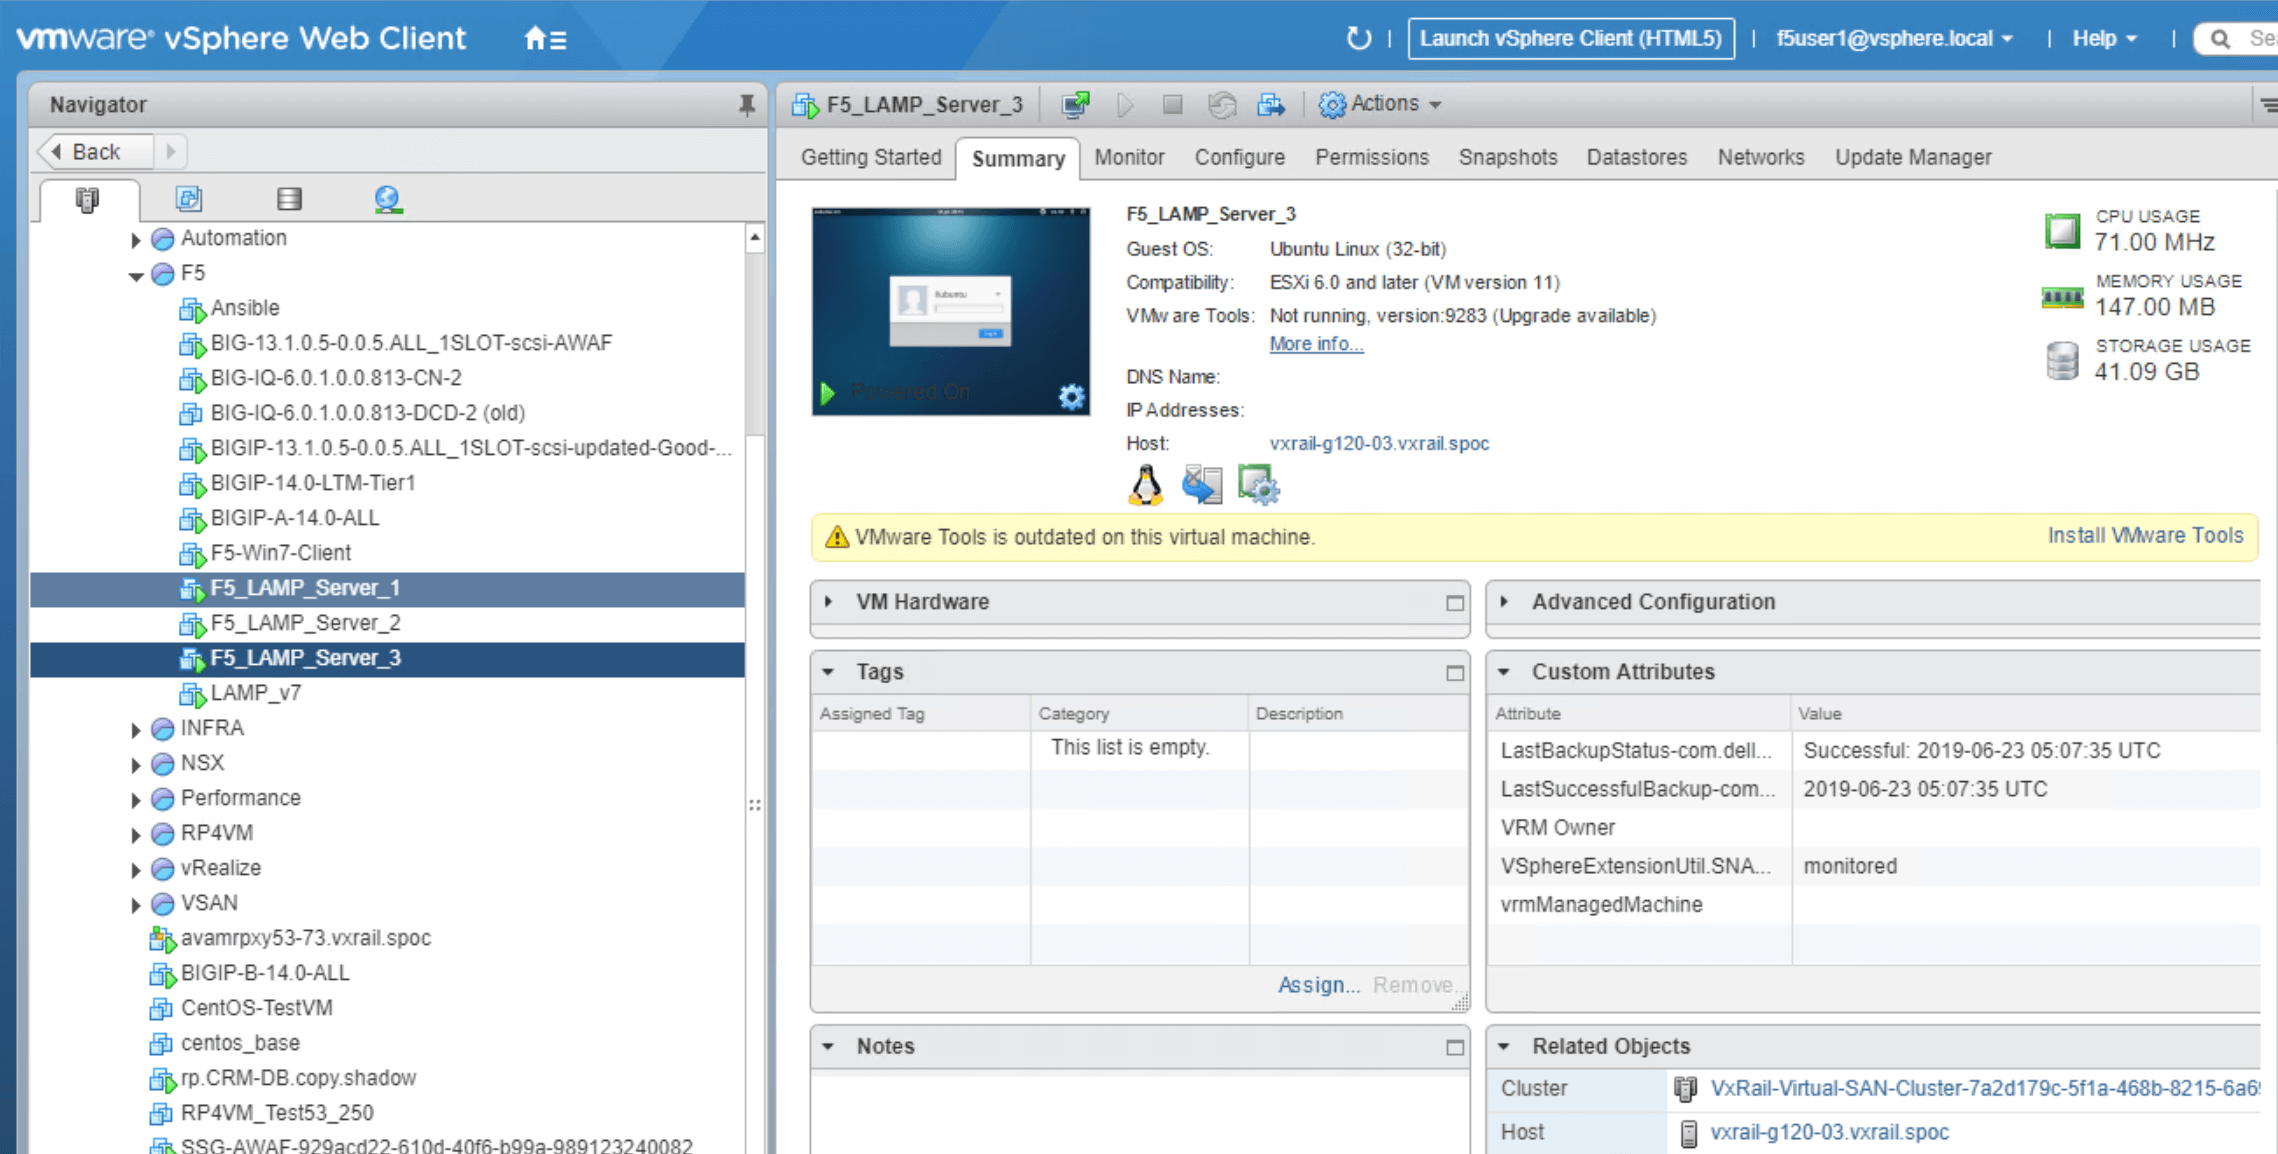 vmware® vSphere Web Client
Launch vSphere Client (HTML5)
f5user1@vsphere.local
Help
Navigator
Back
Automation
F5
Ansible
BIG-13.1.0.5-0.0.5.ALL_1SLOT-scsi-AWAF
BIG-IQ-6.0.1.0.0.813-CN-2
BIG-IQ-6.0.1.0.0.813-DCD-2 (old)
BIGIP-13.1.0.5-0.0.5.ALL_1SLOT-scsi-updated-Good-...
BIGIP-14.0-LTM-Tier1
BIGIP-A-14.0-ALL
F5-Win7-Client
F5_LAMP_Server_1
F5_LAMP_Server_2
F5_LAMP_Server_3
LAMP_v7
INFRA
NSX
Performance
RP4VM
vRealize
VSAN
avamrpxy53-73.vxrail.spoc
BIGIP-B-14.0-ALL
CentOS-TestVM
centos_base
rp.CRM-DB.copy.shadow
RP4VM_Test53_250
SSG-AWAF-929acd22-610d-40f6-b99a-989123240082
F5_LAMP_Server_3
Actions
Getting Started Summary Monitor Configure Permissions Snapshots Datastores Networks Update Manager
Powered On
F5_LAMP_Server_3
Guest OS: Ubuntu Linux (32-bit)
Compatibility: ESXi 6.0 and later (VM version 11)
VMware Tools: Not running, version:9283 (Upgrade available)
More info...
DNS Name:
IP Addresses:
Host: vxrail-g120-03.vxrail.spoc
CPU USAGE
71.00 MHz
MEMORY USAGE
147.00 MB
STORAGE USAGE
41.09 GB
VMware Tools is outdated on this virtual machine. Install VMware Tools
VM Hardware
Advanced Configuration
Tags
Assigned Tag Category Description
This list is empty.
Assign... Remove...
Custom Attributes
Attribute Value
LastBackupStatus-com.dell... Successful: 2019-06-23 05:07:35 UTC
LastSuccessfulBackup-com... 2019-06-23 05:07:35 UTC
VRM Owner
VSphereExtensionUtil.SNA... monitored
vrmManagedMachine
Notes
Related Objects
Cluster VxRail-Virtual-SAN-Cluster-7a2d179c-5f1a-468b-8215-6a6
Host vxrail-g120-03.vxrail.spoc